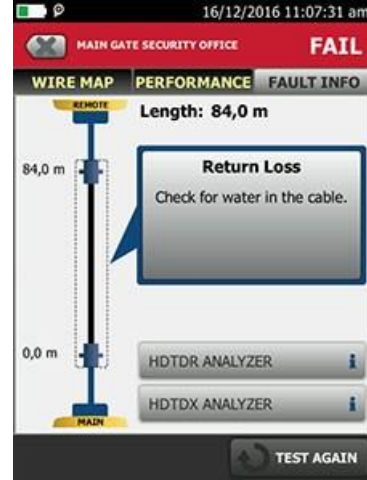 16/12/2016 11:07:31 am
MAIN GATE SECURITY OFFICE
FAIL
WIRE MAP
PERFORMANCE
FAULT INFO
REMOTE
Length: 84,0 m
84,0 m
Return Loss
Check for water in the cable.
0,0 m
HDTDR ANALYZER
i
HDTDX ANALYZER
i
MAIN
TEST AGAIN